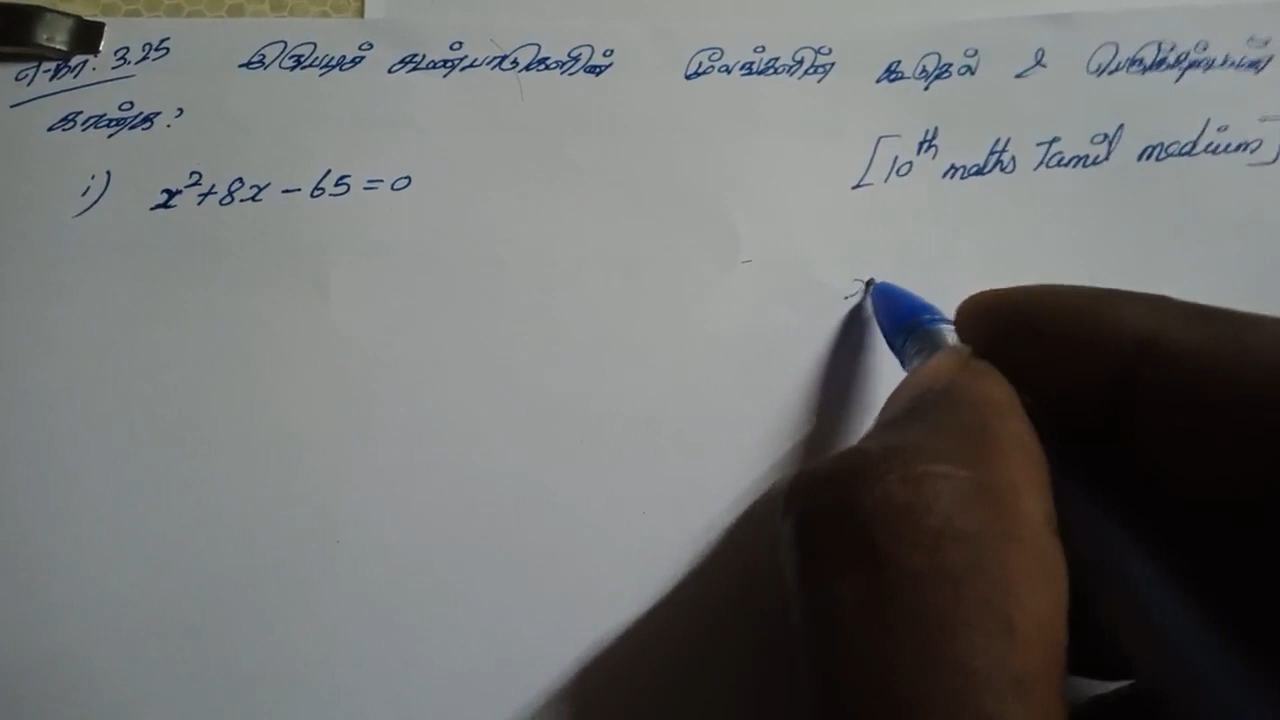 எ.கா. 3.25 இருபடிச் சமன்பாடுகளின் மூலங்களின் கூடுதல் &
காண்க?
[10th maths Tamil medium]
i) x²+8x-65=0